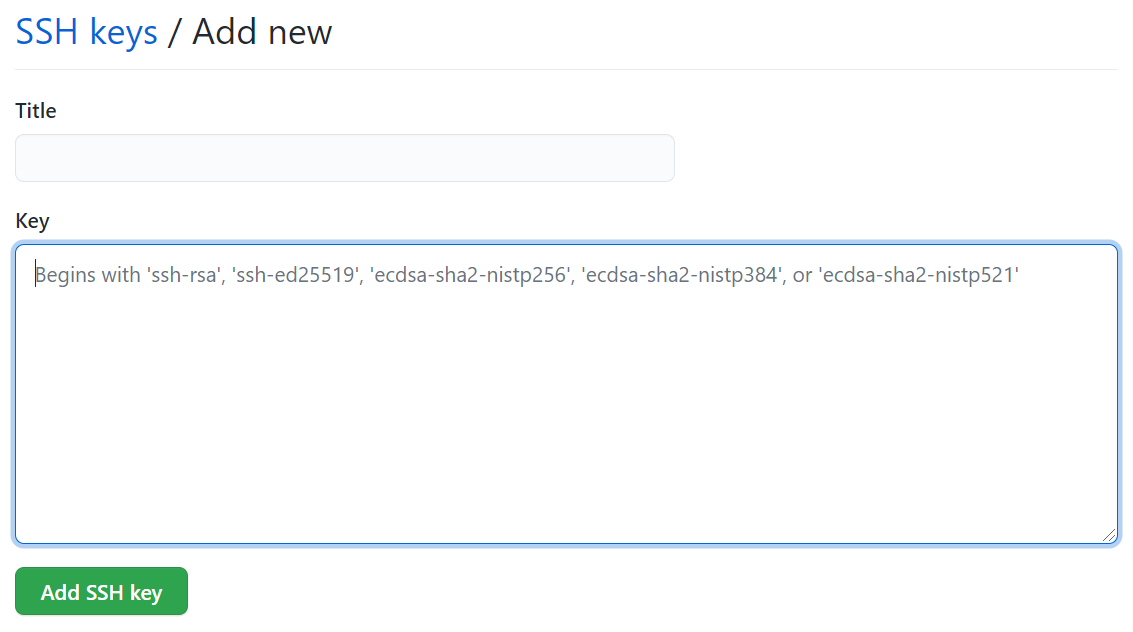 SSH keys / Add new
Title
Key
Begins with 'ssh-rsa', 'ssh-ed25519', 'ecdsa-sha2-nistp256', 'ecdsa-sha2-nistp384', or 'ecdsa-sha2-nistp521'
Add SSH key